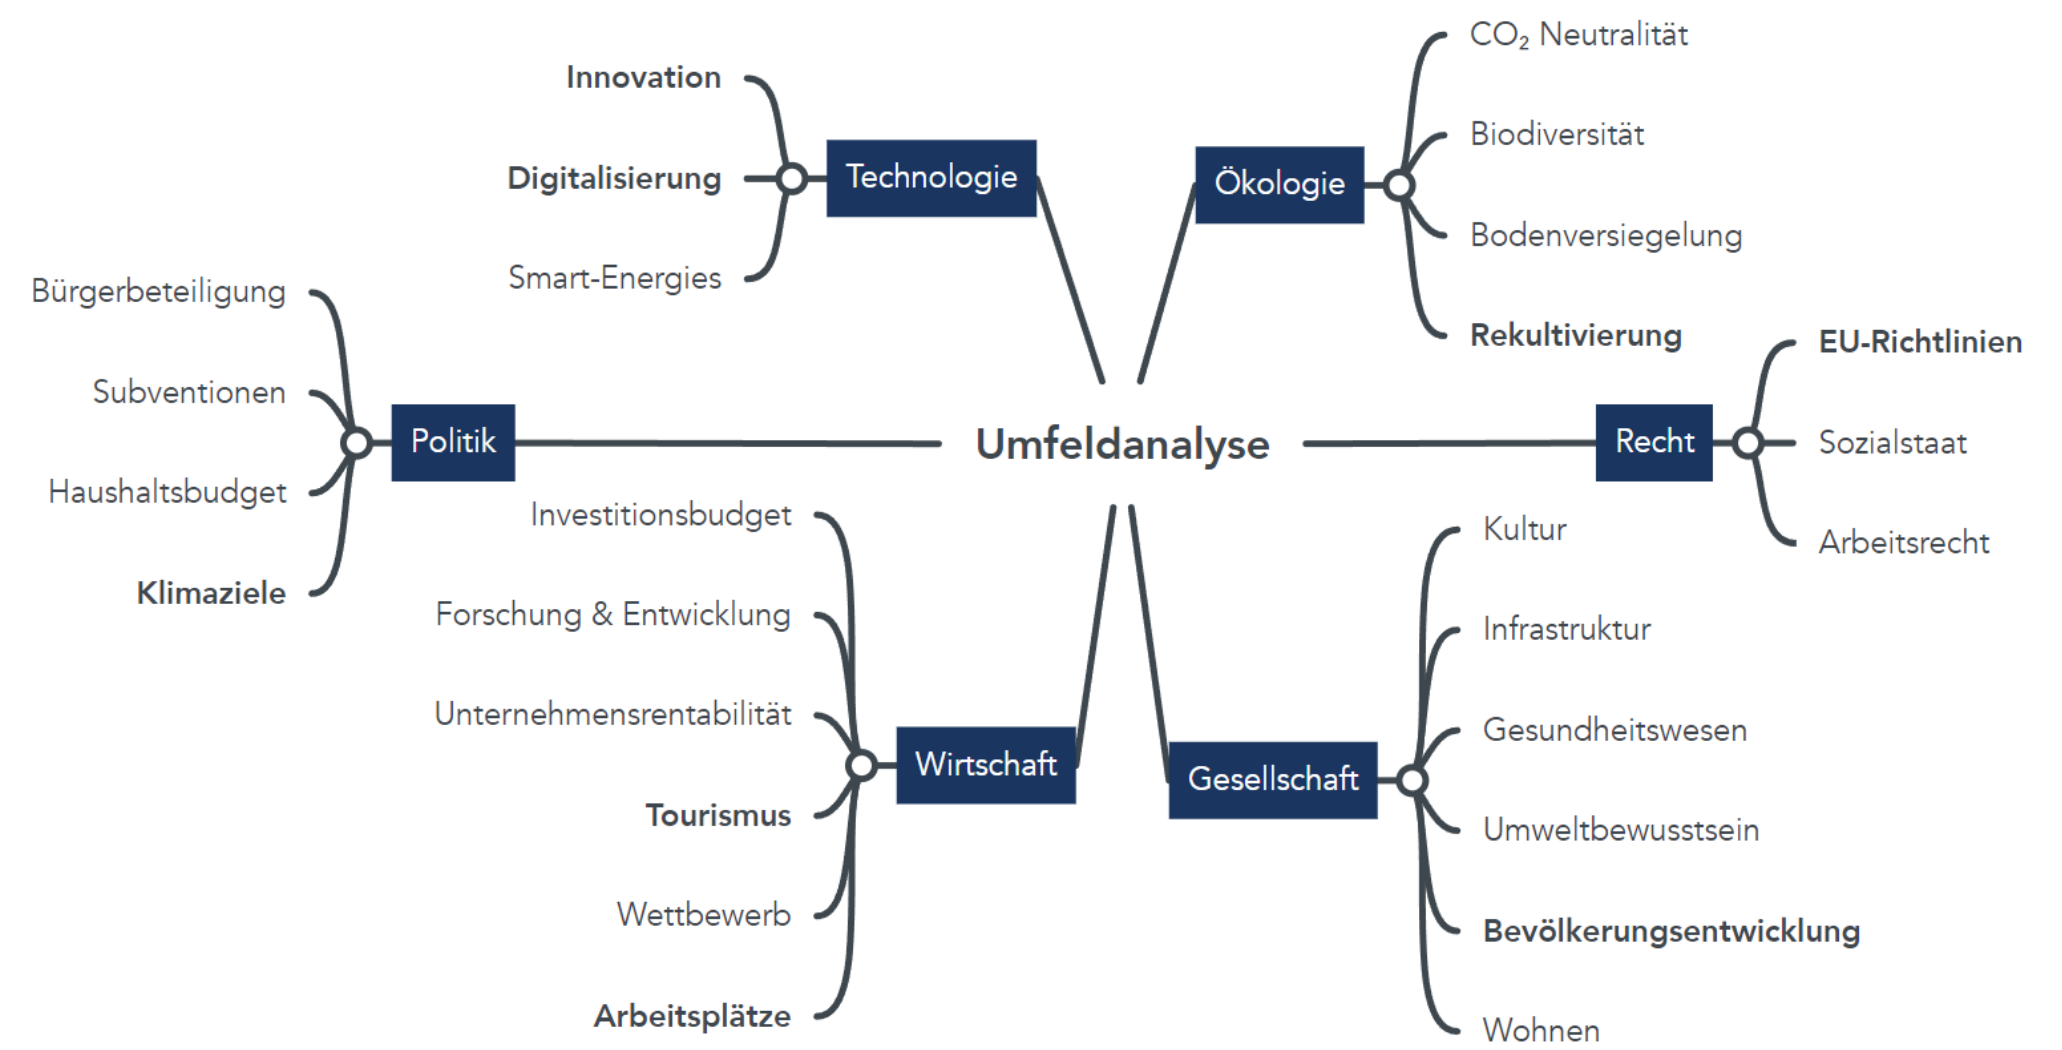 Umfeldanalyse
Technologie
Innovation
Digitalisierung
Smart-Energies
Ökologie
CO₂ Neutralität
Biodiversität
Bodenversiegelung
Rekultivierung
Politik
Bürgerbeteiligung
Subventionen
Haushaltsbudget
Klimaziele
Recht
EU-Richtlinien
Sozialstaat
Arbeitsrecht
Wirtschaft
Investitionsbudget
Forschung & Entwicklung
Unternehmensrentabilität
Tourismus
Wettbewerb
Arbeitsplätze
Gesellschaft
Kultur
Infrastruktur
Gesundheitswesen
Umweltbewusstsein
Bevölkerungsentwicklung
Wohnen